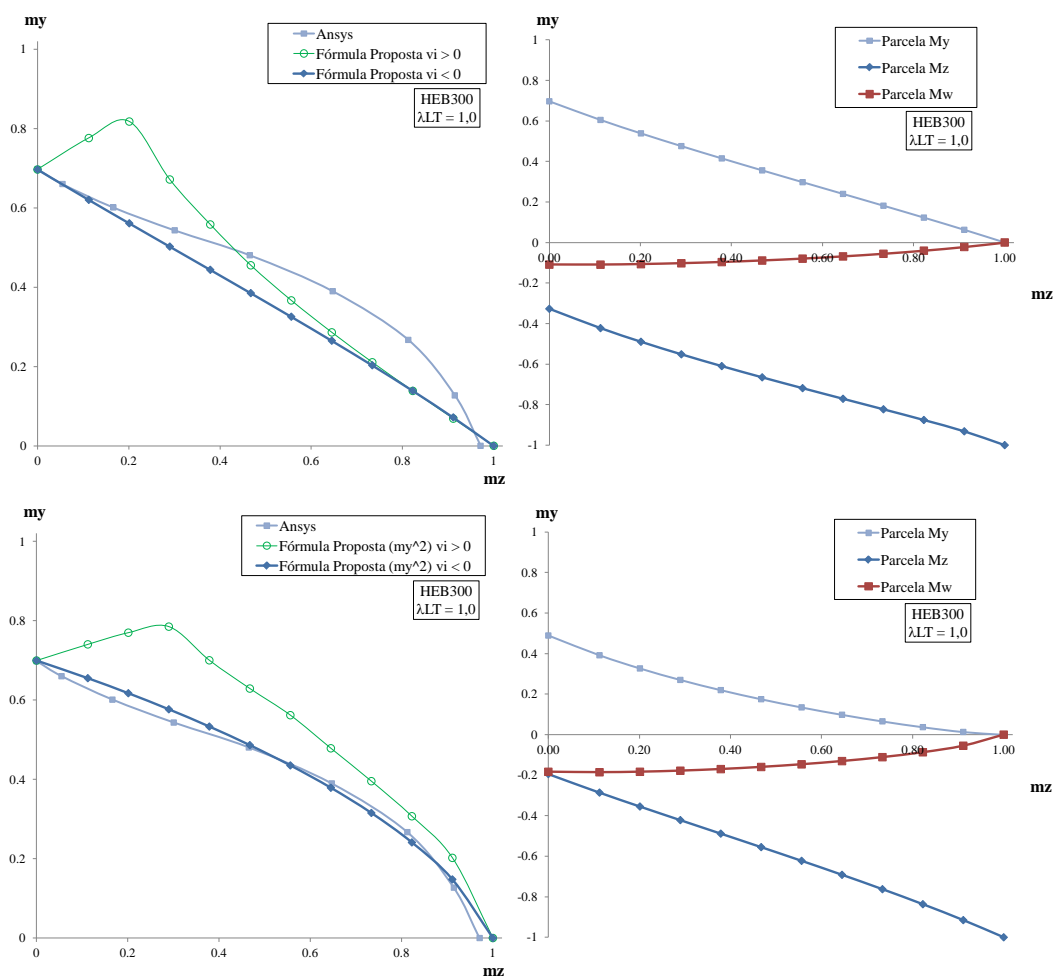 my
1
0.8
0.6
0.4
0.2
0
0
0.2
0.4
0.6
0.8
1
mz
Ansys
Fórmula Proposta vi > 0
Fórmula Proposta vi < 0
HEB300
λLT = 1,0
my
1
0.8
0.6
0.4
0.2
0
-0.2
-0.4
-0.6
-0.8
-1
0.00
0.20
0.40
0.60
0.80
1.00
mz
Parcela My
Parcela Mz
Parcela Mw
HEB300
λLT = 1,0
my
1
0.8
0.6
0.4
0.2
0
0
0.2
0.4
0.6
0.8
1
mz
Ansys
Fórmula Proposta (my^2) vi > 0
Fórmula Proposta (my^2) vi < 0
HEB300
λLT = 1,0
my
1
0.8
0.6
0.4
0.2
0
-0.2
-0.4
-0.6
-0.8
-1
0.00
0.20
0.40
0.60
0.80
1.00
mz
Parcela My
Parcela Mz
Parcela Mw
HEB300
λLT = 1,0